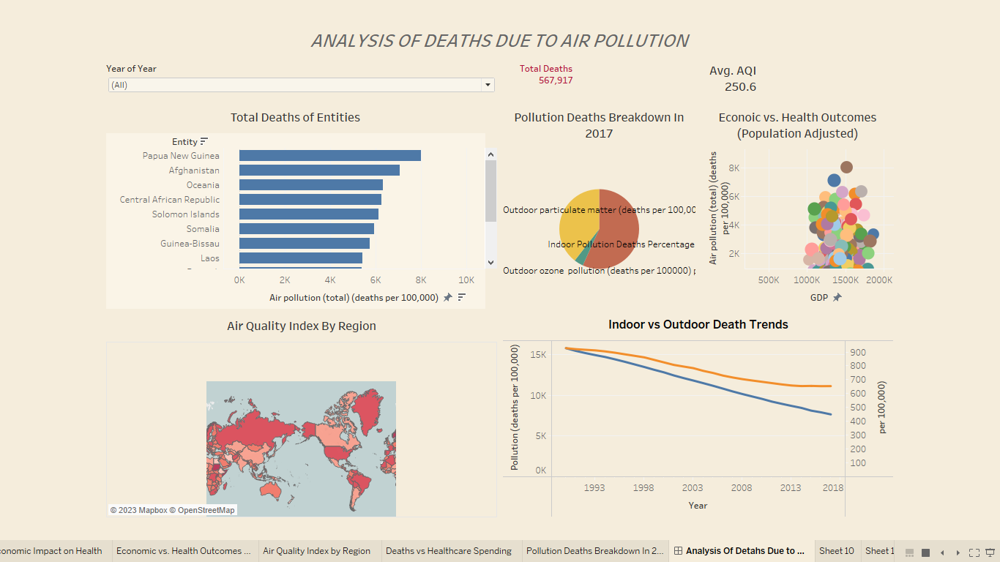 ANALYSIS OF DEATHS DUE TO AIR POLLUTION
Year of Year
(All)
Total Deaths
567,917
Avg. AQI
250.6
Total Deaths of Entities
Entity
Papua New Guinea
Afghanistan
Oceania
Central African Republic
Solomon Islands
Somalia
Guinea-Bissau
Laos
0K
2K
4K
6K
8K
10K
Air pollution (total) (deaths per 100,000)
Pollution Deaths Breakdown In
2017
Outdoor particulate matter (deaths per 100,00
Indoor Pollution Deaths Percentage
Outdoor ozone pollution (deaths per 100000) p
Econoic vs. Health Outcomes
(Population Adjusted)
Air pollution (total) (deaths
per 100,000)
8K
6K
4K
2K
500K
1000K
1500K
2000K
GDP
Air Quality Index By Region
© 2023 Mapbox © OpenStreetMap
Indoor vs Outdoor Death Trends
Pollution (deaths per 100,000)
15K
10K
5K
0K
900
800
700
600
500
400
300
200
100
per 100,000)
1993
1998
2003
2008
2013
2018
Year
conomic Impact on Health
Economic vs. Health Outcomes ...
Air Quality Index by Region
Deaths vs Healthcare Spending
Pollution Deaths Breakdown In 2...
Analysis Of Detahs Due to ...
Sheet 10
Sheet 1